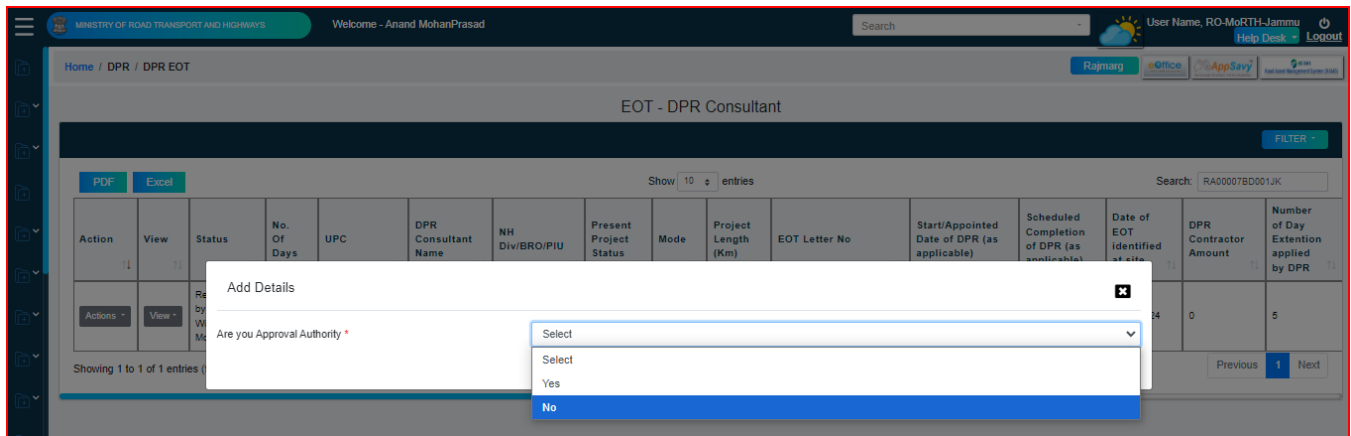 MINISTRY OF ROAD TRANSPORT AND HIGHWAYS
Welcome - Anand MohanPrasad
Search
User Name, RO-MoRTH-Jammu
Help Desk
Logout
Home / DPR / DPR EOT
Rajmarg
eOffice
AppSavy
EOT - DPR Consultant
FILTER
PDF
Excel
Show 10 entries
Search: RA00007BD001JK
Action
View
Status
No. Of Days
UPC
DPR Consultant Name
NH Div/BRO/PIU
Present Project Status
Mode
Project Length (Km)
EOT Letter No
Start/Appointed Date of DPR (as applicable)
Scheduled Completion of DPR (as applicable)
Date of EOT identified at site
DPR Contractor Amount
Number of Day Extention applied by DPR
Actions
View
by
24
0
5
Add Details
Are you Approval Authority *
Select
Select
Yes
No
Showing 1 to 1 of 1 entries
Previous
1
Next